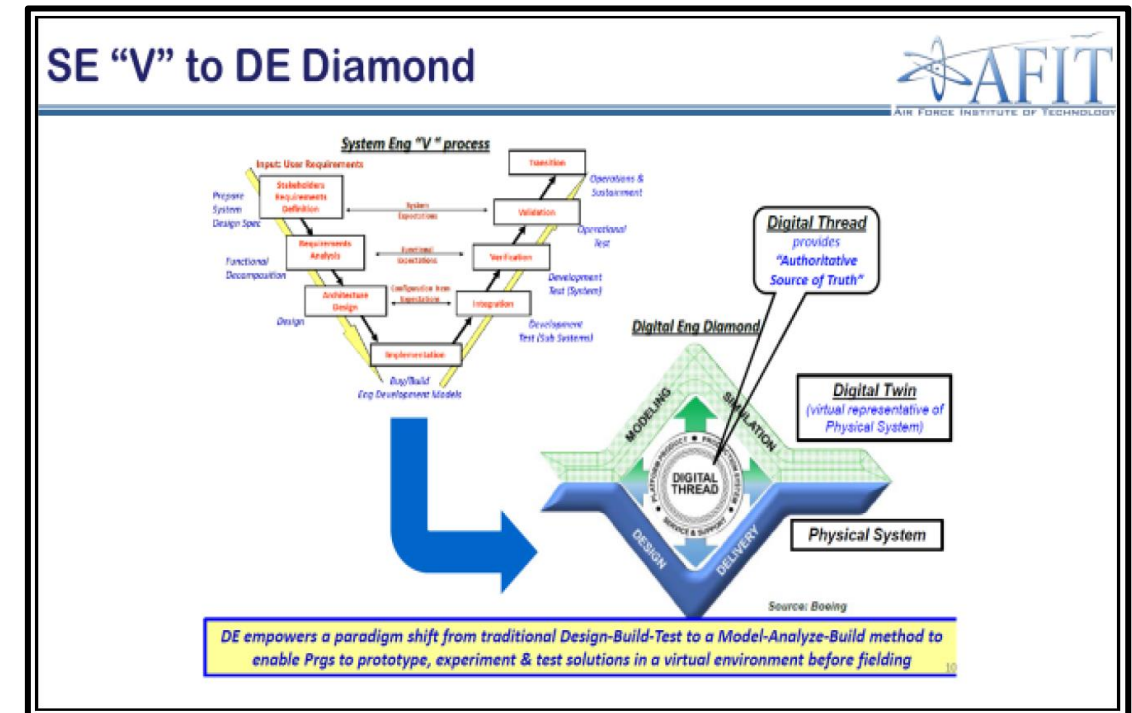 SE “V” to DE Diamond
AFIT
AIR FORCE INSTITUTE OF TECHNOLOGY
System Eng “V “ process
Input: User Requirements
Stakeholders
Requirements
Definition
Prepare
System
Design Spec
Requirements
Analysis
Functional
Decomposition
Architecture
Design
Design
Implementation
Buy/Build
Eng Development Models
System
Expectations
Functional
Expectations
Configuration Item
Expectations
Transition
Operations &
Sustainment
Validation
Operational
Test
Verification
Development
Test (System)
Integration
Development
Test (Sub Systems)
Digital Thread
provides
“Authoritative
Source of Truth”
Digital Eng Diamond
MODELING
SIMULATION
PLATFORM PRODUCT
PRODUCTION SYSTEM
SERVICE & SUPPORT
DIGITAL
THREAD
DESIGN
DELIVERY
Digital Twin
(virtual representative of
Physical System)
Physical System
Source: Boeing
DE empowers a paradigm shift from traditional Design-Build-Test to a Model-Analyze-Build method to
enable Prgs to prototype, experiment & test solutions in a virtual environment before fielding
10